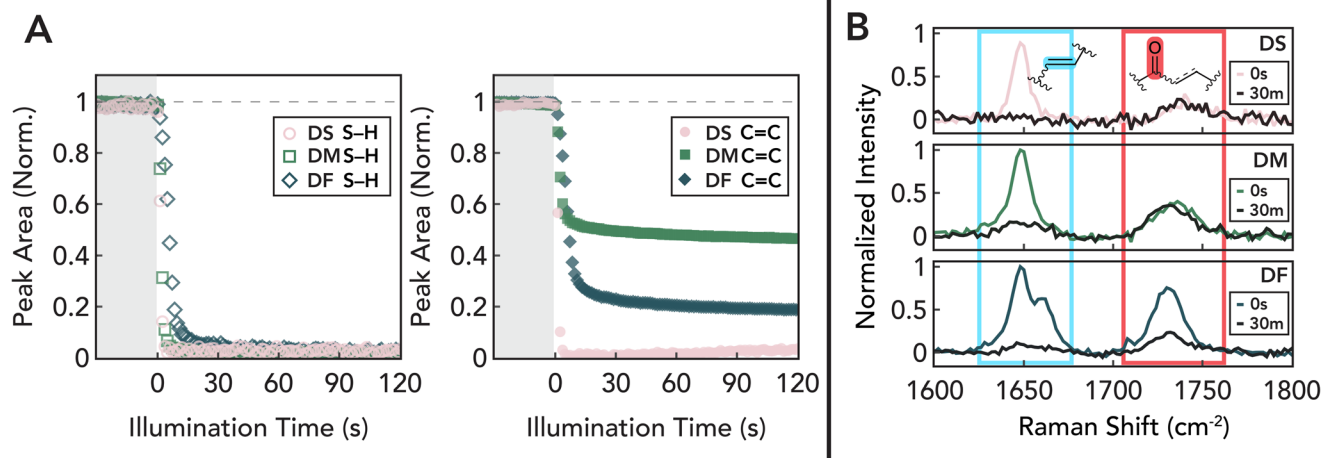 A
Peak Area (Norm.)
1
0.8
0.6
0.4
0.2
0
DS S–H
DM S–H
DF S–H
0 30 60 90 120
Illumination Time (s)
Peak Area (Norm.)
1
0.8
0.6
0.4
0.2
0
DS C=C
DM C=C
DF C=C
0 30 60 90 120
Illumination Time (s)
B
Normalized Intensity
1
0.5
0
O
DS
0s
30m
1
0.5
0
DM
0s
30m
1
0.5
0
DF
0s
30m
1600 1650 1700 1750 1800
Raman Shift (cm⁻²)